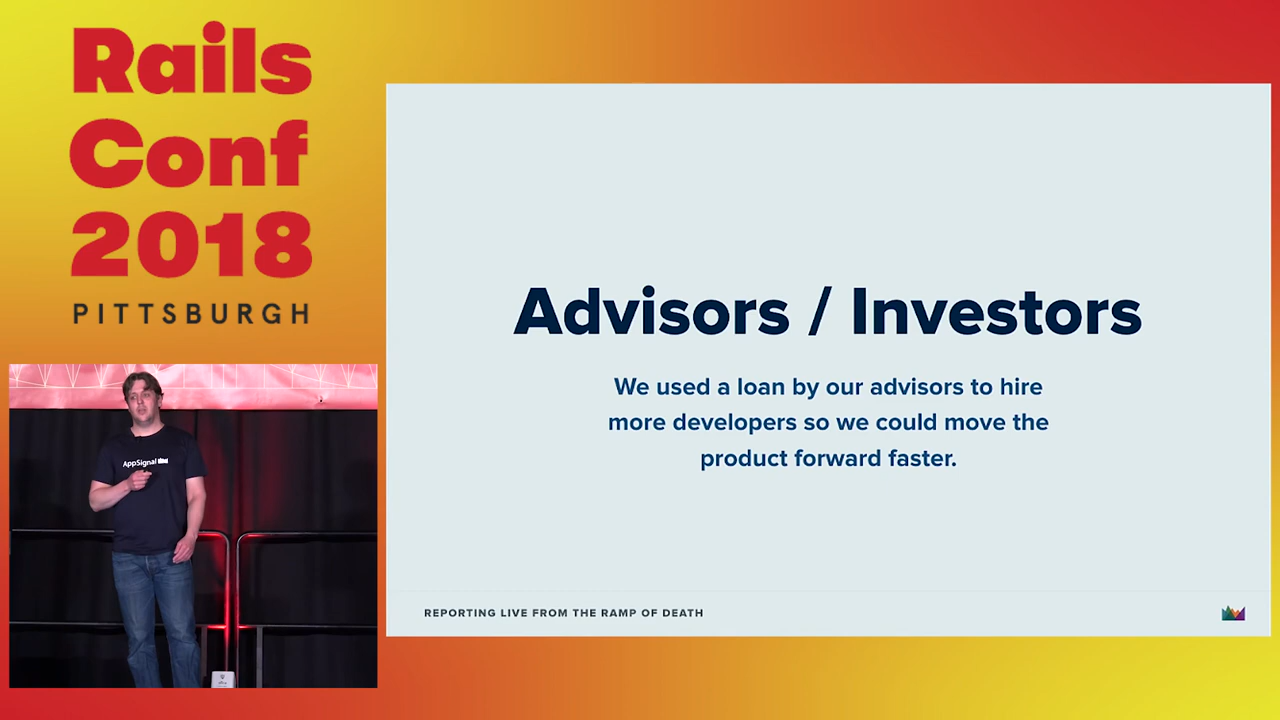 Rails
Conf
2018
PITTSBURGH
Advisors / Investors
We used a loan by our advisors to hire
more developers so we could move the
product forward faster.
AppSignal
REPORTING LIVE FROM THE RAMP OF DEATH